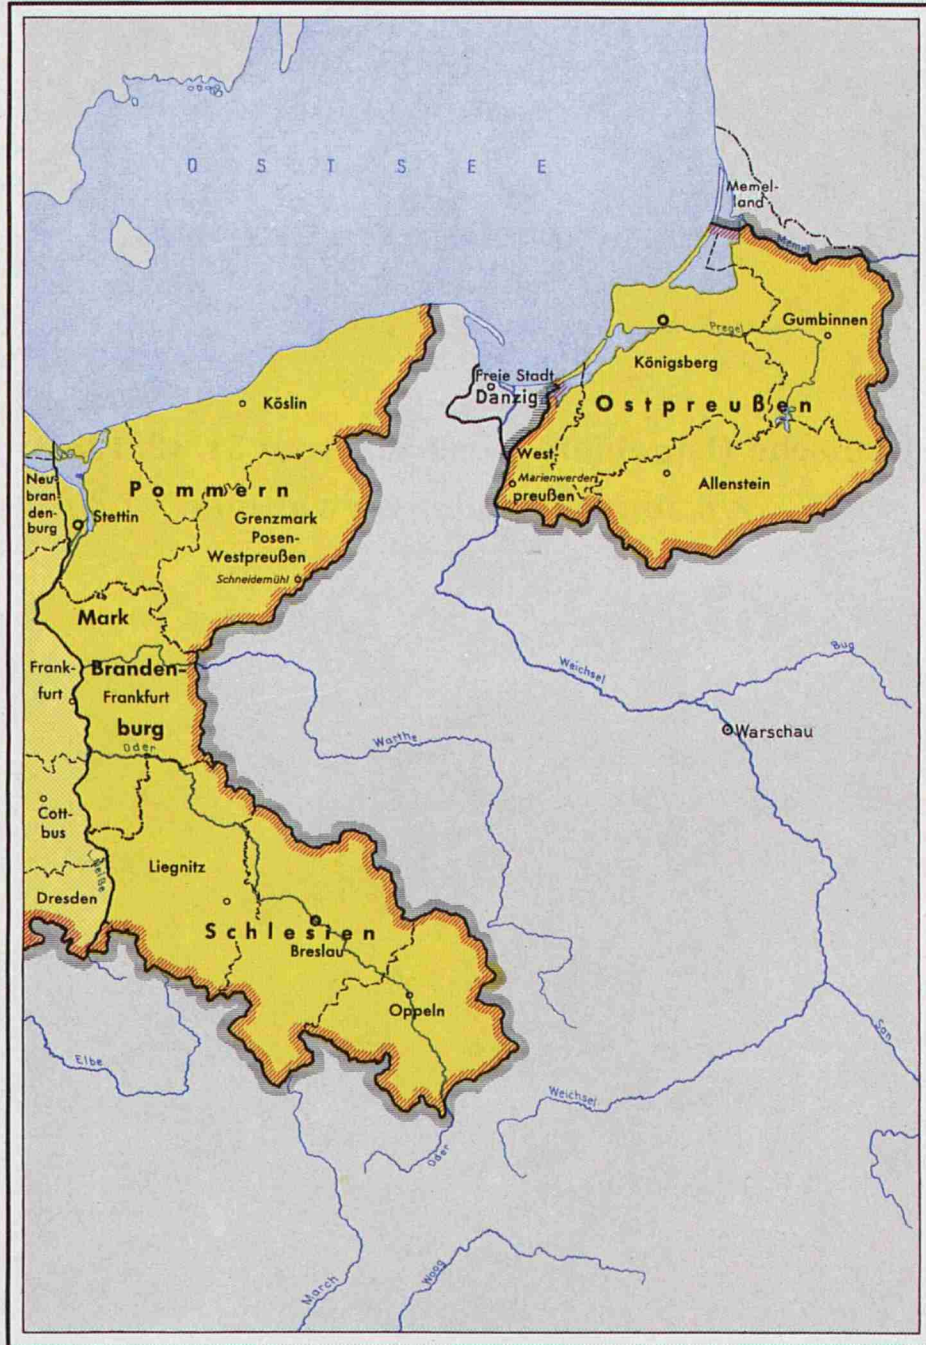 OSTSEE
Memel-
land
Memel
Gumbinnen
Pregel
Königsberg
Freie Stadt
Danzig
Ostpreußen
Köslin
West-
Marienwerder
preußen
Allenstein
Neu-
bran
den-
burg
Pommern
Stettin
Grenzmark
Posen-
Westpreußen
Schneidemühl
Mark
Branden-
Frankfurt
burg
Frank-
furt
Oder
Weichsel
Bug
Warschau
Warthe
Cott-
bus
Neiße
Liegnitz
Dresden
Schlesien
Breslau
Oppeln
San
Elbe
Weichsel
Oder
March
Waag